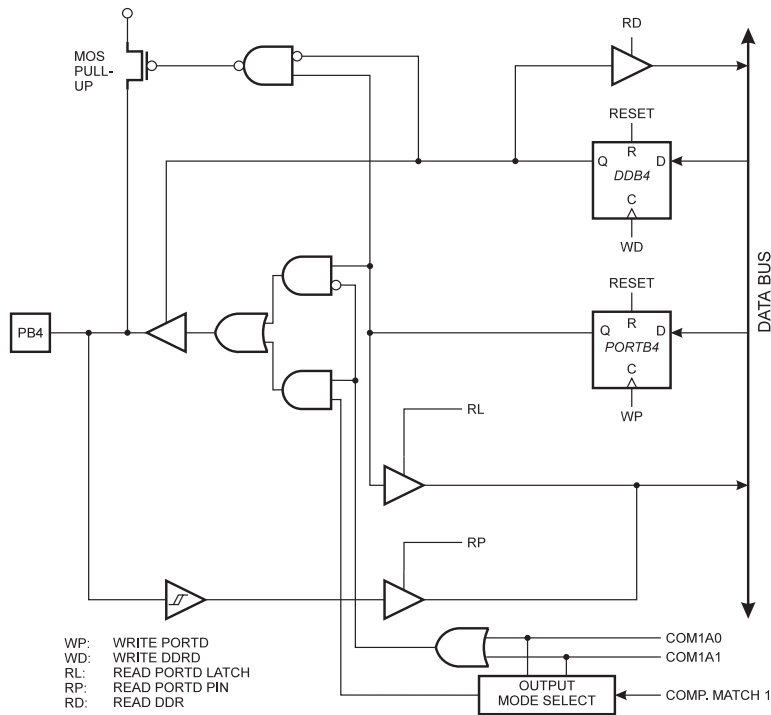 RD
MOS
PULL-
UP
RESET
R
Q
D
DDB4
C
WD
RESET
R
Q
D
PORTB4
C
WP
DATA BUS
PB4
RL
RP
WP: WRITE PORTD
WD: WRITE DDRD
RL: READ PORTD LATCH
RP: READ PORTD PIN
RD: READ DDR
COM1A0
COM1A1
OUTPUT
MODE SELECT
COMP. MATCH 1